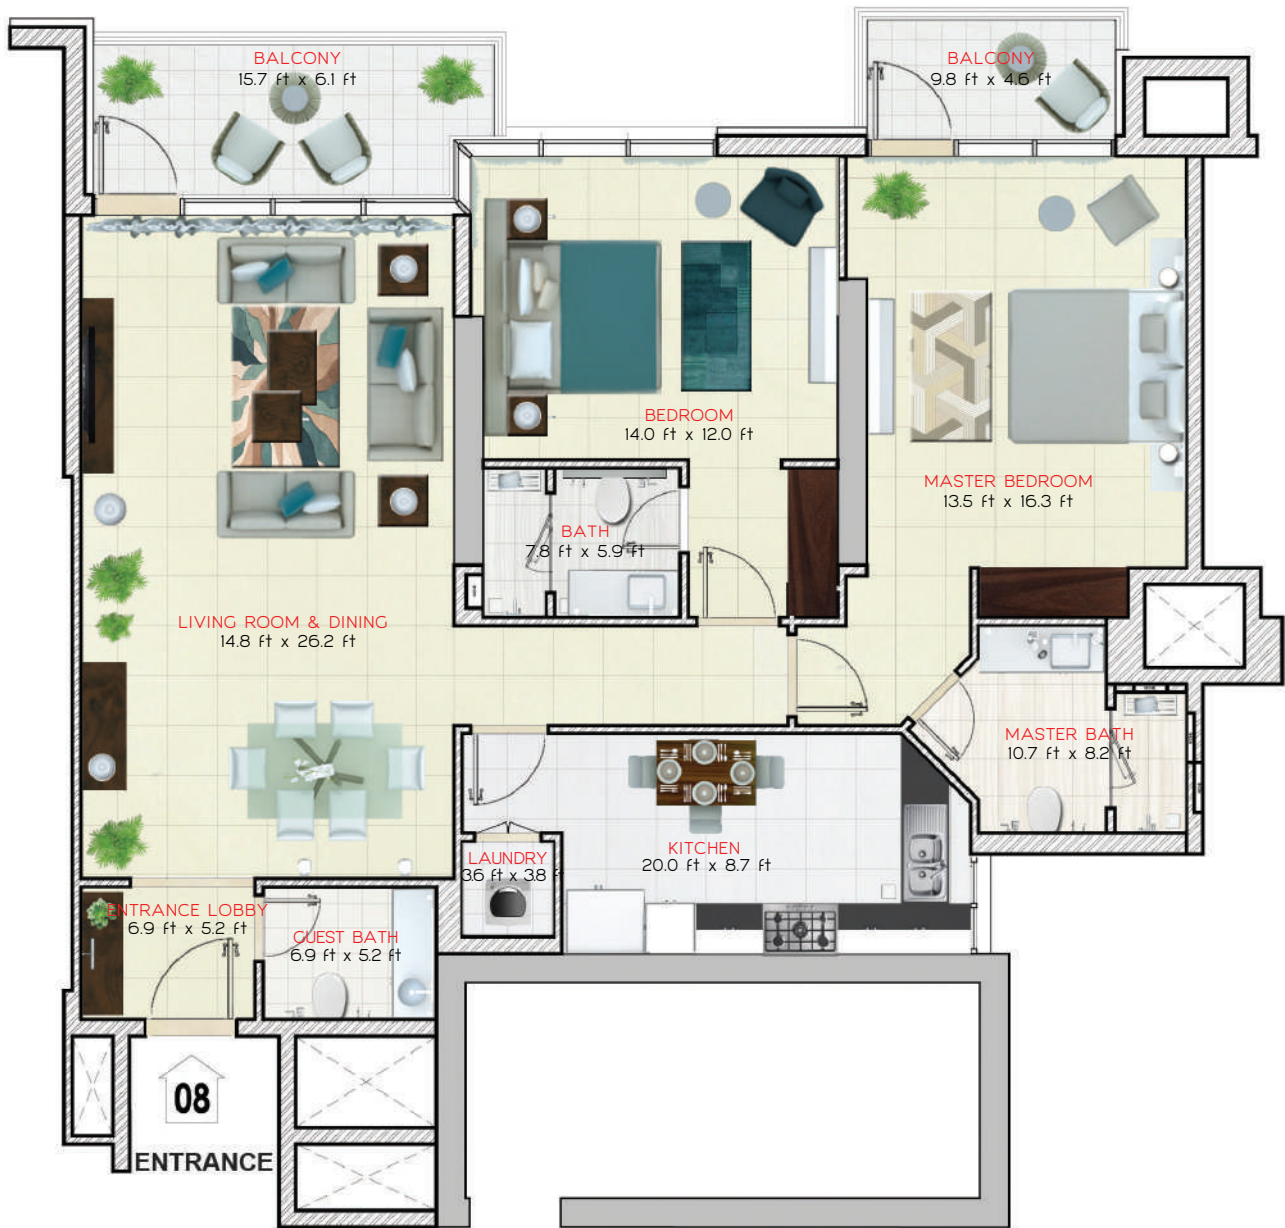 BALCONY
15.7 ft x 6.1 ft
BALCONY
9.8 ft x 4.6 ft
BEDROOM
14.0 ft x 12.0 ft
MASTER BEDROOM
13.5 ft x 16.3 ft
BATH
7.8 ft x 5.9 ft
LIVING ROOM & DINING
14.8 ft x 26.2 ft
MASTER BATH
10.7 ft x 8.2 ft
KITCHEN
20.0 ft x 8.7 ft
LAUNDRY
3.6 ft x 3.8 f
ENTRANCE LOBBY
6.9 ft x 5.2 ft
GUEST BATH
6.9 ft x 5.2 ft
08
ENTRANCE